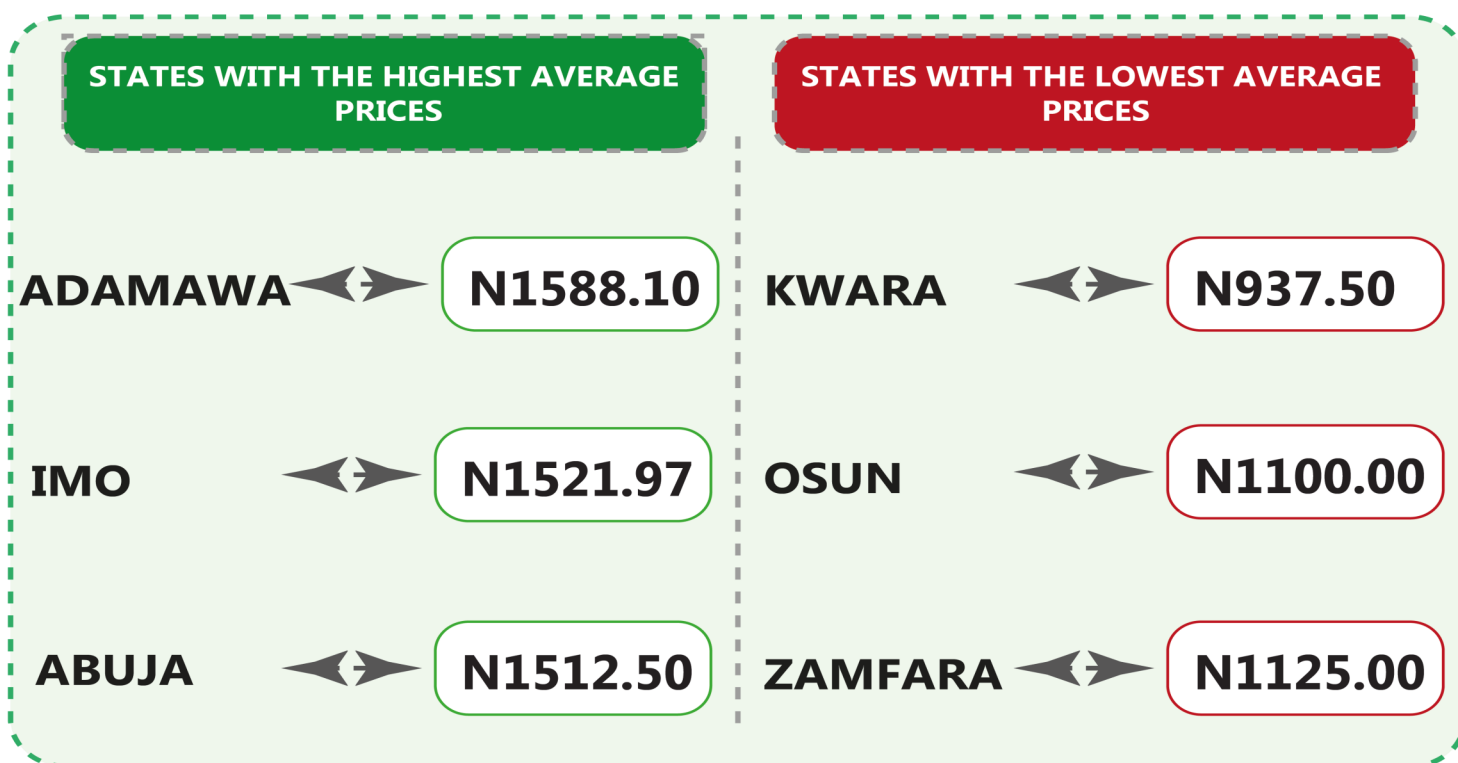 STATES WITH THE HIGHEST AVERAGE
PRICES
ADAMAWA N1588.10
IMO N1521.97
ABUJA N1512.50
STATES WITH THE LOWEST AVERAGE
PRICES
KWARA N937.50
OSUN N1100.00
ZAMFARA N1125.00